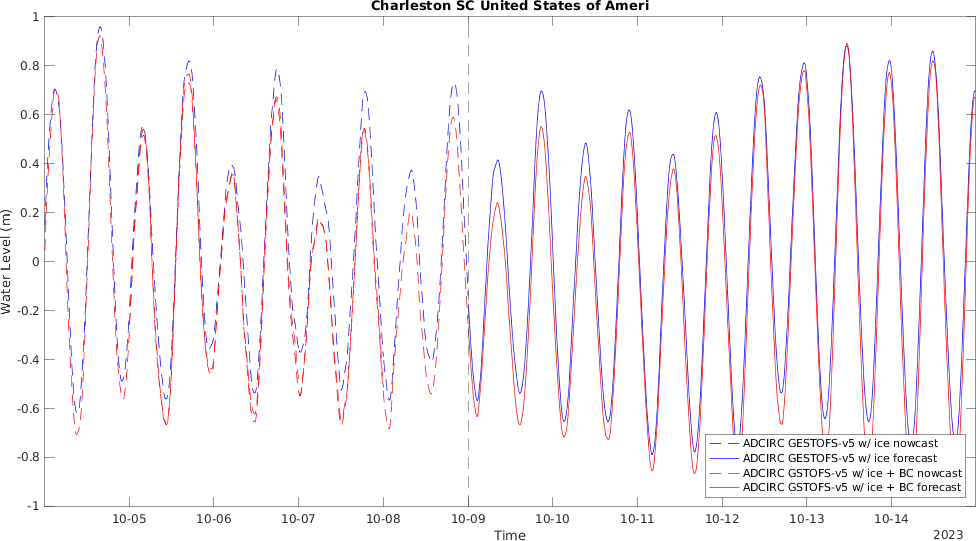 Charleston SC United States of Ameri
1
0.8
0.6
0.4
0.2
0
-0.2
-0.4
-0.6
-0.8
-1
Water Level (m)
ADCIRC GESTOFS-v5 w/ ice nowcast
ADCIRC GESTOFS-v5 w/ ice forecast
ADCIRC GSTOFS-v5 w/ ice + BC nowcast
ADCIRC GSTOFS-v5 w/ ice + BC forecast
10-05 10-06 10-07 10-08 10-09 10-10 10-11 10-12 10-13 10-14
Time
2023